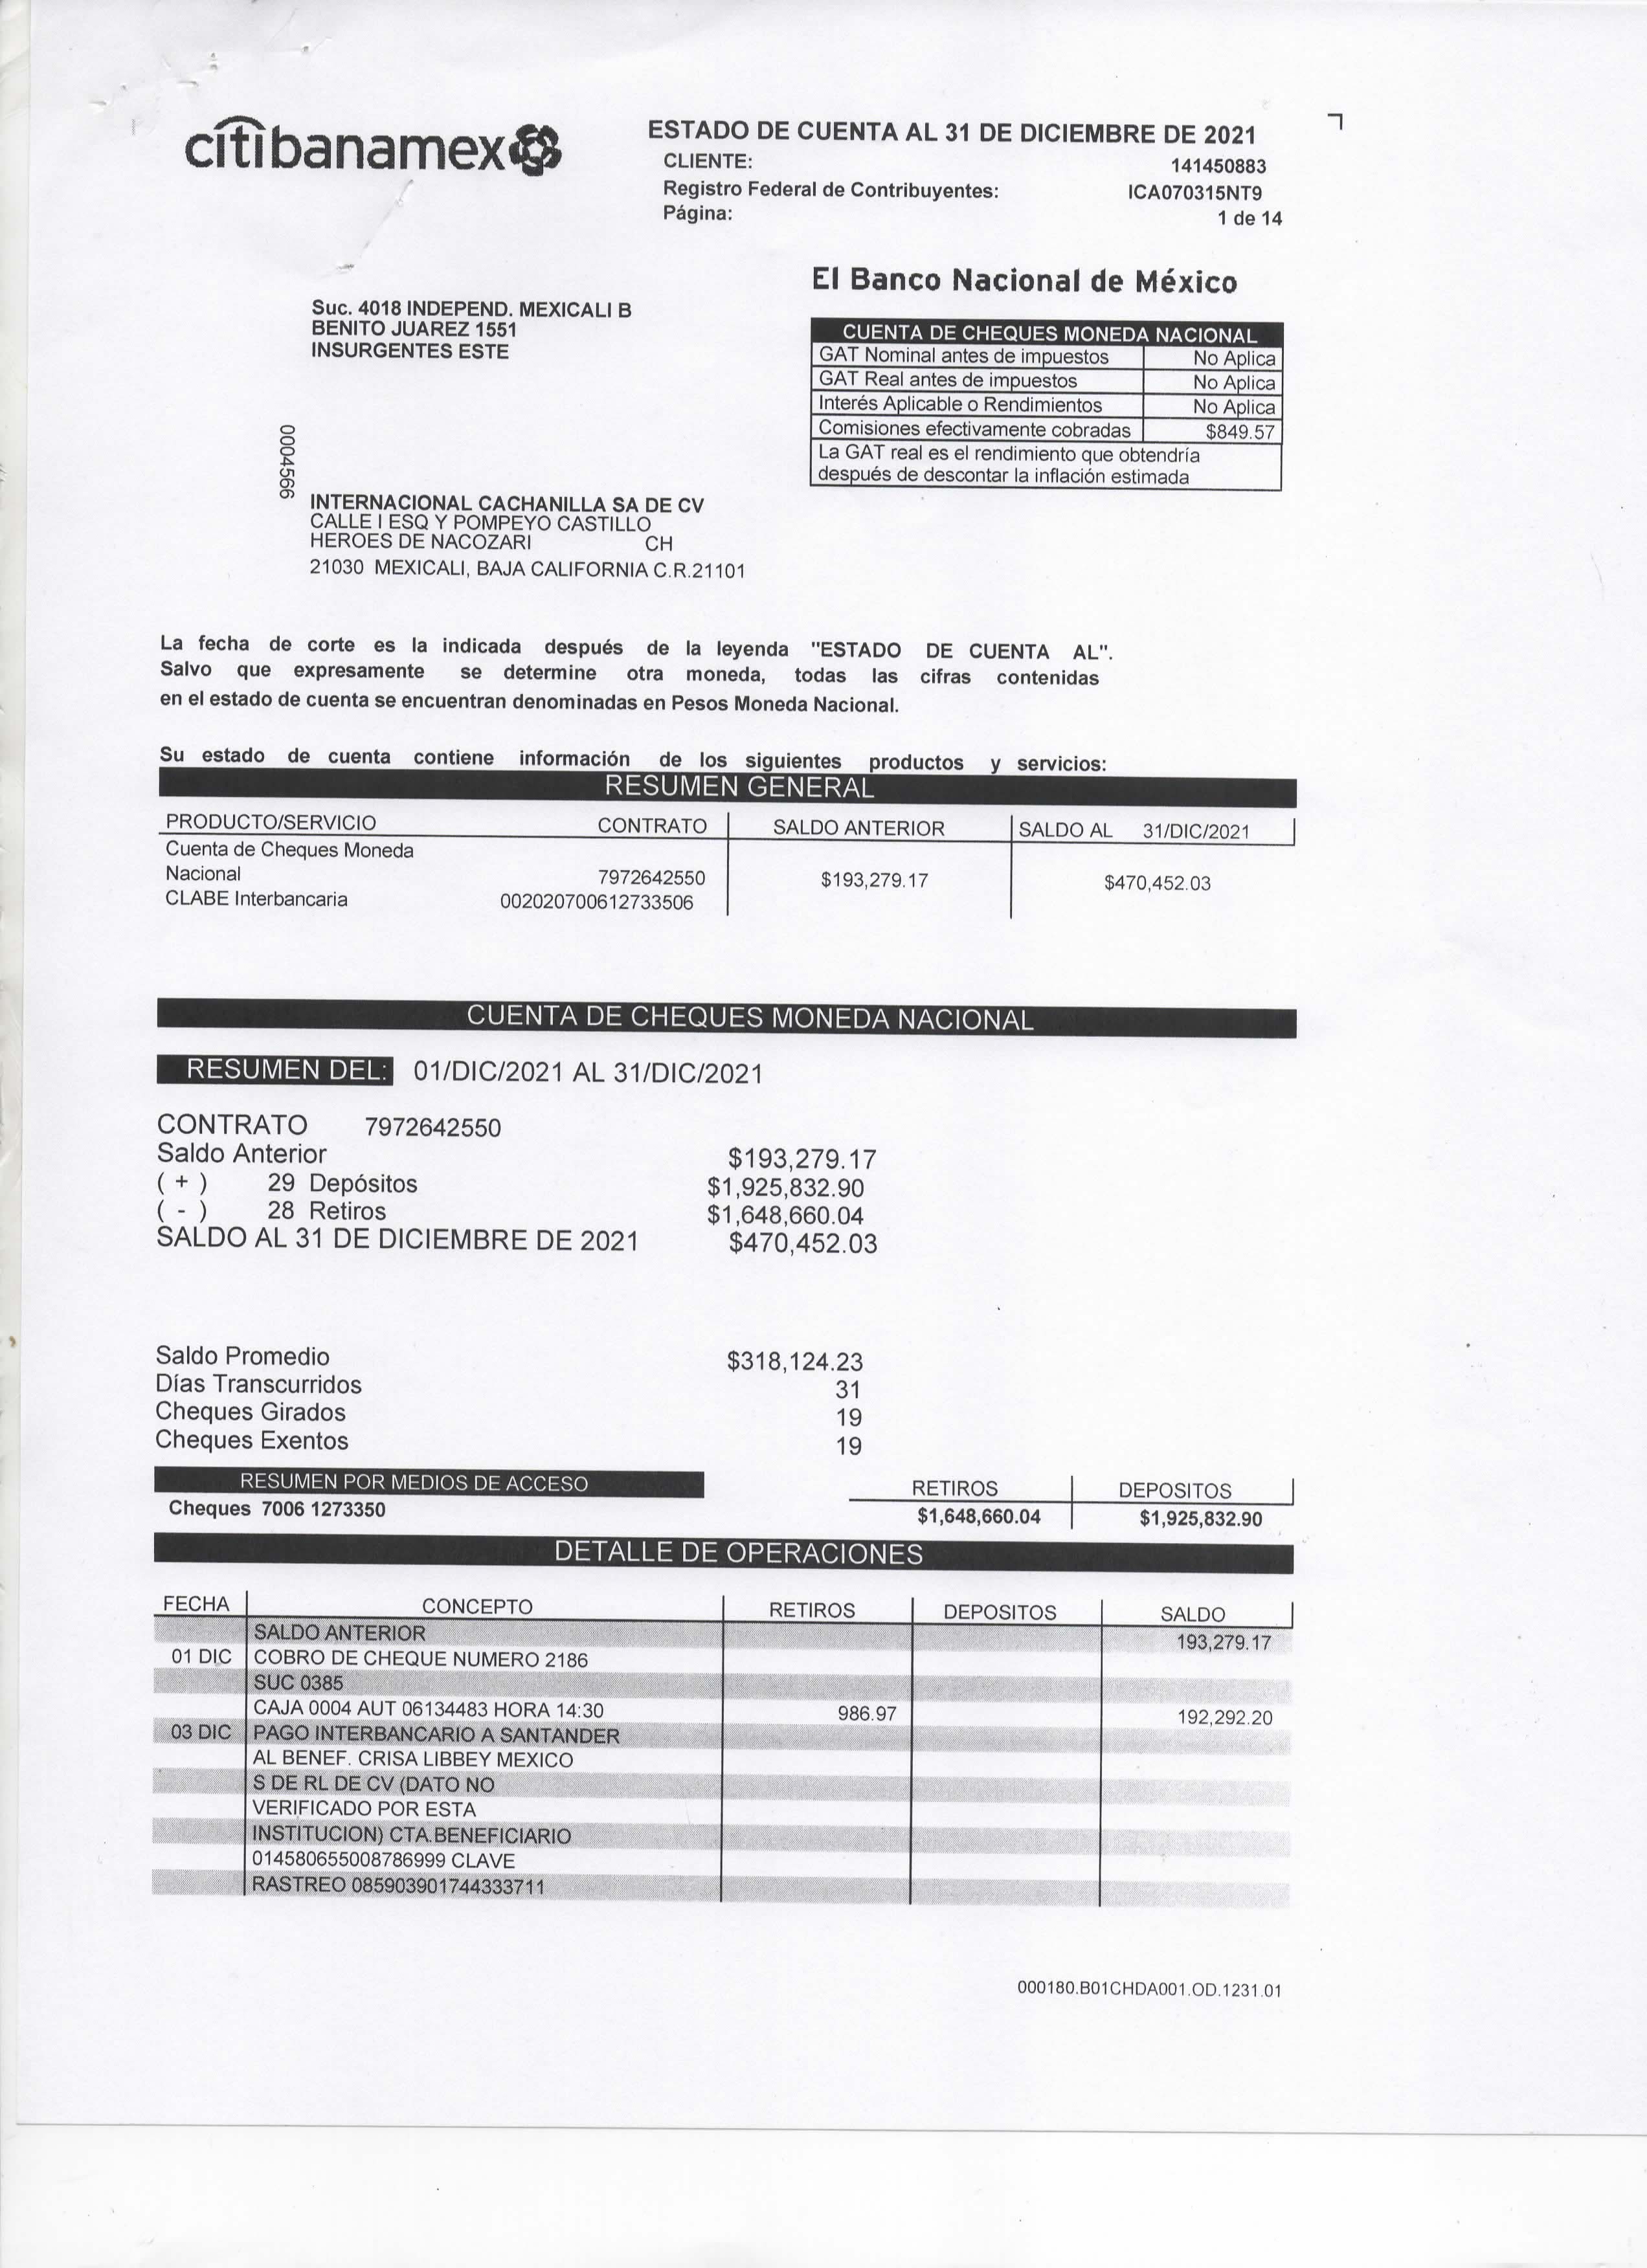 citibanamex
ESTADO DE CUENTA AL 31 DE DICIEMBRE DE 2021
CLIENTE: 141450883
Registro Federal de Contribuyentes: ICA070315NT9
Página: 1 de 14
El Banco Nacional de México
Suc. 4018 INDEPEND. MEXICALI B
BENITO JUAREZ 1551
INSURGENTES ESTE
CUENTA DE CHEQUES MONEDA NACIONAL
GAT Nominal antes de impuestos No Aplica
GAT Real antes de impuestos No Aplica
Interés Aplicable o Rendimientos No Aplica
Comisiones efectivamente cobradas $849.57
La GAT real es el rendimiento que obtendría
después de descontar la inflación estimada
0004566
INTERNACIONAL CACHANILLA SA DE CV
CALLE I ESQ Y POMPEYO CASTILLO
HEROES DE NACOZARI CH
21030 MEXICALI, BAJA CALIFORNIA C.R.21101
La fecha de corte es la indicada después de la leyenda "ESTADO DE CUENTA AL".
Salvo que expresamente se determine otra moneda, todas las cifras contenidas
en el estado de cuenta se encuentran denominadas en Pesos Moneda Nacional.
Su estado de cuenta contiene información de los siguientes productos y servicios:
RESUMEN GENERAL
PRODUCTO/SERVICIO CONTRATO SALDO ANTERIOR SALDO AL 31/DIC/2021
Cuenta de Cheques Moneda
Nacional 7972642550 $193,279.17 $470,452.03
CLABE Interbancaria 002020700612733506
CUENTA DE CHEQUES MONEDA NACIONAL
RESUMEN DEL: 01/DIC/2021 AL 31/DIC/2021
CONTRATO 7972642550
Saldo Anterior $193,279.17
( + ) 29 Depósitos $1,925,832.90
( - ) 28 Retiros $1,648,660.04
SALDO AL 31 DE DICIEMBRE DE 2021 $470,452.03
Saldo Promedio $318,124.23
Días Transcurridos 31
Cheques Girados 19
Cheques Exentos 19
RESUMEN POR MEDIOS DE ACCESO RETIROS DEPOSITOS
Cheques 7006 1273350 $1,648,660.04 $1,925,832.90
DETALLE DE OPERACIONES
FECHA CONCEPTO RETIROS DEPOSITOS SALDO
SALDO ANTERIOR 193,279.17
01 DIC COBRO DE CHEQUE NUMERO 2186
SUC 0385
CAJA 0004 AUT 06134483 HORA 14:30 986.97 192,292.20
03 DIC PAGO INTERBANCARIO A SANTANDER
AL BENEF. CRISA LIBBEY MEXICO
S DE RL DE CV (DATO NO
VERIFICADO POR ESTA
INSTITUCION) CTA.BENEFICIARIO
014580655008786999 CLAVE
RASTREO 085903901744333711
000180.B01CHDA001.OD.1231.01